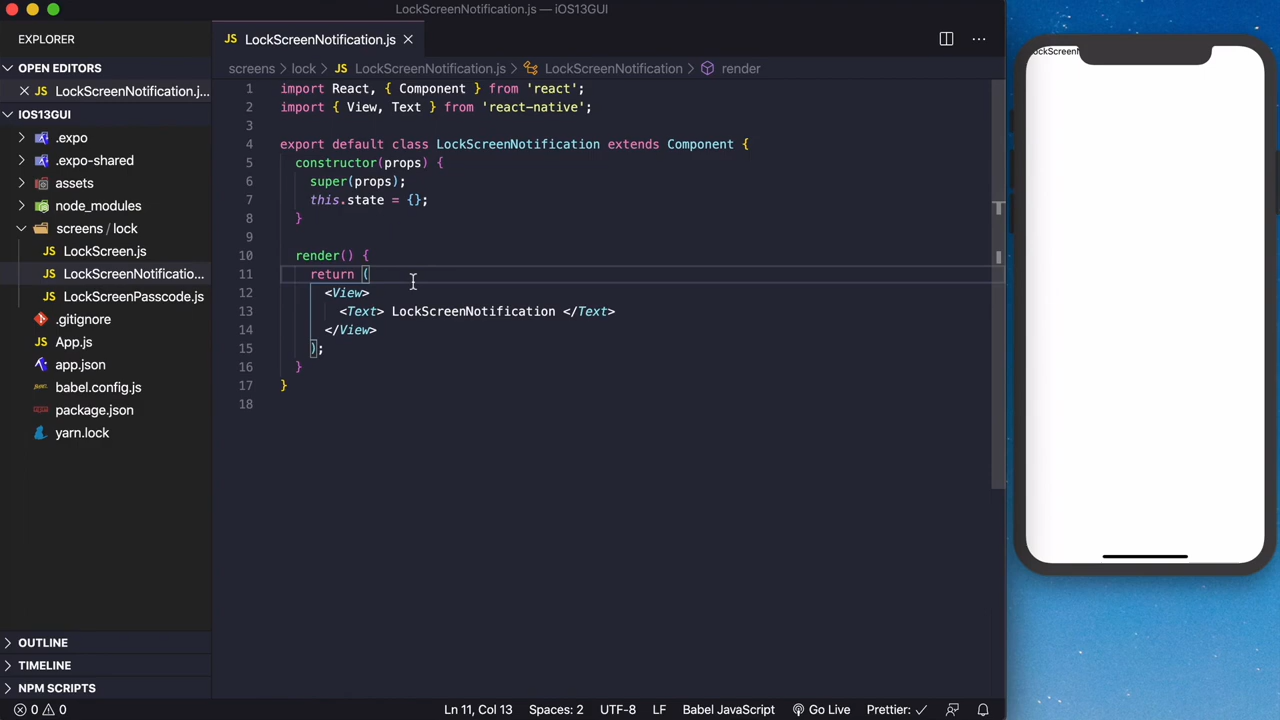 LockScreenNotification.js — iOS13GUI
EXPLORER
OPEN EDITORS
LockScreenNotification.j...
IOS13GUI
.expo
.expo-shared
assets
node_modules
screens / lock
JS LockScreen.js
JS LockScreenNotificatio...
JS LockScreenPasscode.js
.gitignore
JS App.js
app.json
babel.config.js
package.json
yarn.lock
OUTLINE
TIMELINE
NPM SCRIPTS
JS LockScreenNotification.js
screens > lock > JS LockScreenNotification.js > LockScreenNotification > render
1 import React, { Component } from 'react';
2 import { View, Text } from 'react-native';
3
4 export default class LockScreenNotification extends Component {
5 constructor(props) {
6 super(props);
7 this.state = {};
8 }
9
10 render() {
11 return (
12 <View>
13 <Text> LockScreenNotification </Text>
14 </View>
15 );
16 }
17 }
18
0 0
Ln 11, Col 13 Spaces: 2 UTF-8 LF Babel JavaScript Go Live Prettier: ✓